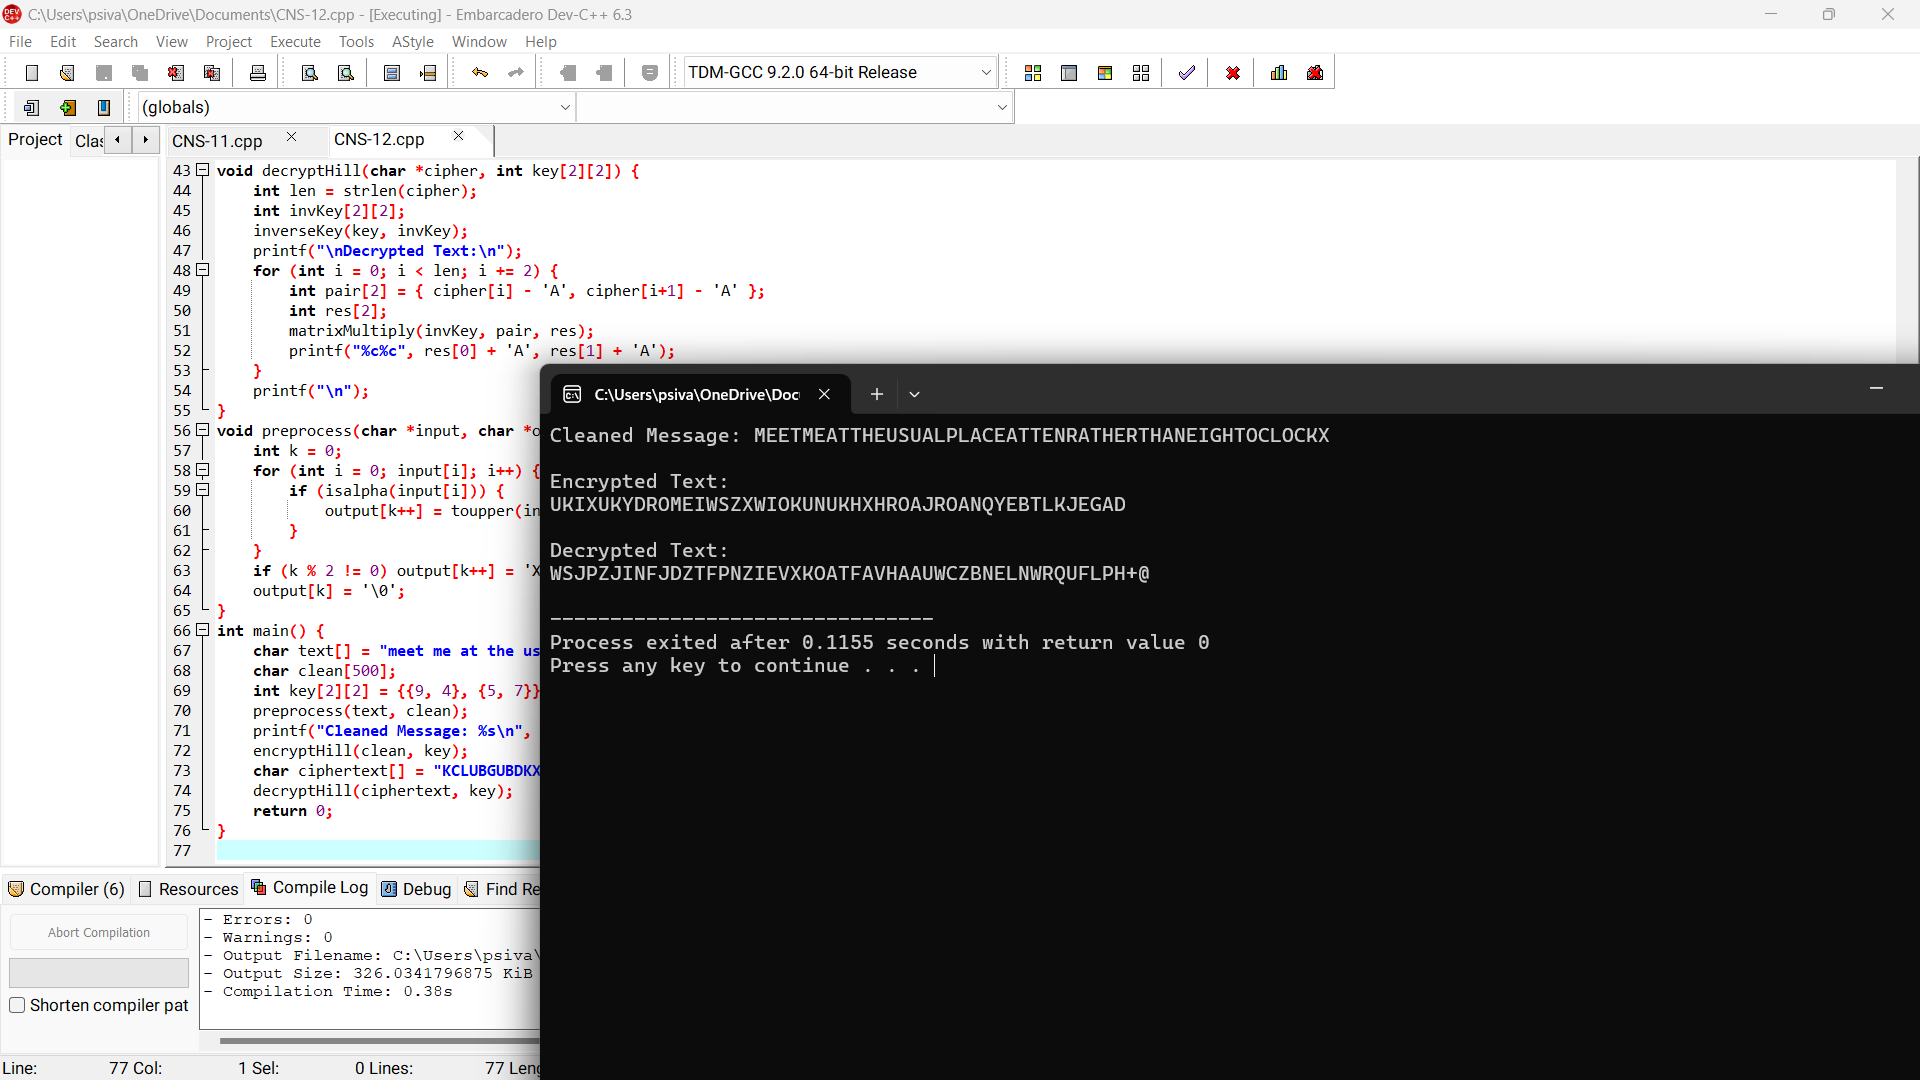 C:\Users\psiva\OneDrive\Documents\CNS-12.cpp - [Executing] - Embarcadero Dev-C++ 6.3
File Edit Search View Project Execute Tools AStyle Window Help
TDM-GCC 9.2.0 64-bit Release
(globals)
Project Clas CNS-11.cpp CNS-12.cpp
43 void decryptHill(char *cipher, int key[2][2]) {
44 int len = strlen(cipher);
45 int invKey[2][2];
46 inverseKey(key, invKey);
47 printf("\nDecrypted Text:\n");
48 for (int i = 0; i < len; i += 2) {
49 int pair[2] = { cipher[i] - 'A', cipher[i+1] - 'A' };
50 int res[2];
51 matrixMultiply(invKey, pair, res);
52 printf("%c%c", res[0] + 'A', res[1] + 'A');
53 }
54 printf("\n");
55 }
56 void preprocess(char *input, char *o
57 int k = 0;
58 for (int i = 0; input[i]; i++) {
59 if (isalpha(input[i])) {
60 output[k++] = toupper(in
61 }
62 }
63 if (k % 2 != 0) output[k++] = 'X
64 output[k] = '\0';
65 }
66 int main() {
67 char text[] = "meet me at the us
68 char clean[500];
69 int key[2][2] = {{9, 4}, {5, 7}}
70 preprocess(text, clean);
71 printf("Cleaned Message: %s\n",
72 encryptHill(clean, key);
73 char ciphertext[] = "KCLUBGUBDKX
74 decryptHill(ciphertext, key);
75 return 0;
76 }
77
C:\Users\psiva\OneDrive\Doc
Cleaned Message: MEETMEATTHEUSUALPLACEATTENRATHERTHANEIGHTOCLOCKX
Encrypted Text:
UKIXUKYDROMEIWSZXWIOKUNUKHXHROAJROANQYEBTLKJEGAD
Decrypted Text:
WSJPZJINFJDZTFPNZIEVXKOATFAVHAAUWCZBNELNWRQUFLPH+@
--------------------------------
Process exited after 0.1155 seconds with return value 0
Press any key to continue . . .
Compiler (6) Resources Compile Log Debug Find Re
Abort Compilation
Shorten compiler pat
- Errors: 0
- Warnings: 0
- Output Filename: C:\Users\psiva\
- Output Size: 326.0341796875 KiB
- Compilation Time: 0.38s
Line: 77 Col: 1 Sel: 0 Lines: 77 Leng